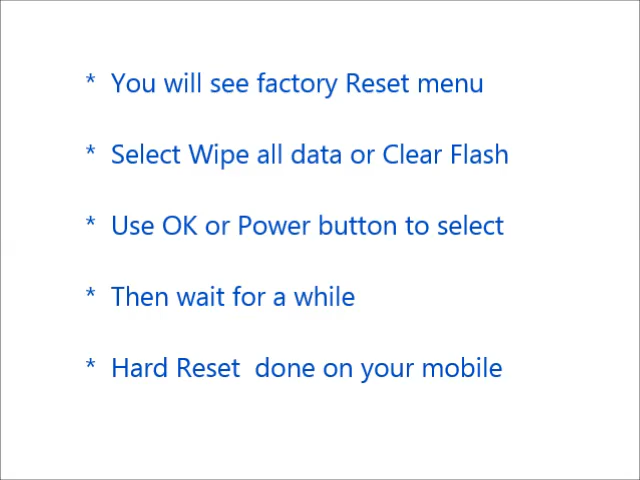 * You will see factory Reset menu
* Select Wipe all data or Clear Flash
* Use OK or Power button to select
* Then wait for a while
* Hard Reset  done on your mobile